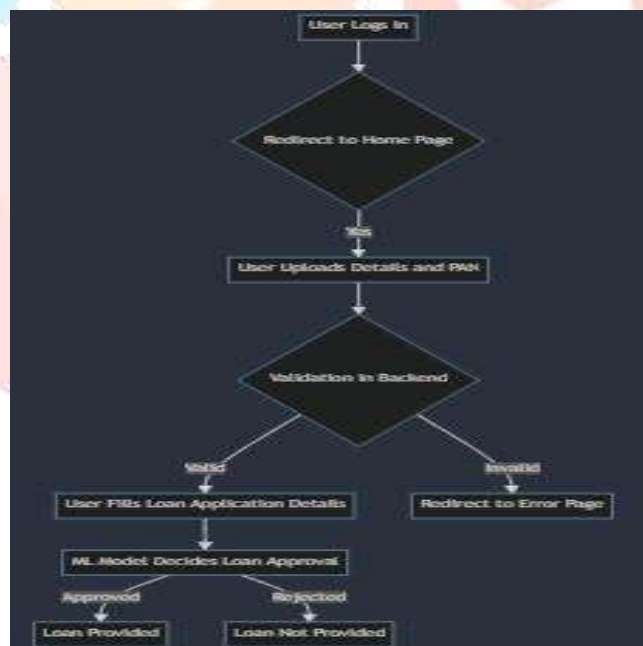 User Logs In
Redirect to Home Page
Yes
User Uploads Details and PAN
Validation in Backend
Valid
Invalid
User Fills Loan Application Details
Redirect to Error Page
ML Model Decides Loan Approval
Approved
Rejected
Loan Provided
Loan Not Provided